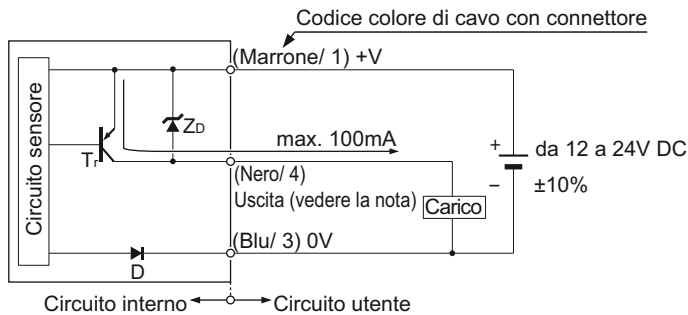 Codice colore di cavo con connettore
(Marrone/ 1) +V
Circuito sensore
ZD
Tr
max. 100mA
+
da 12 a 24V DC
−
±10%
(Nero/ 4)
Uscita (vedere la nota)
Carico
(Blu/ 3) 0V
D
Circuito interno
Circuito utente